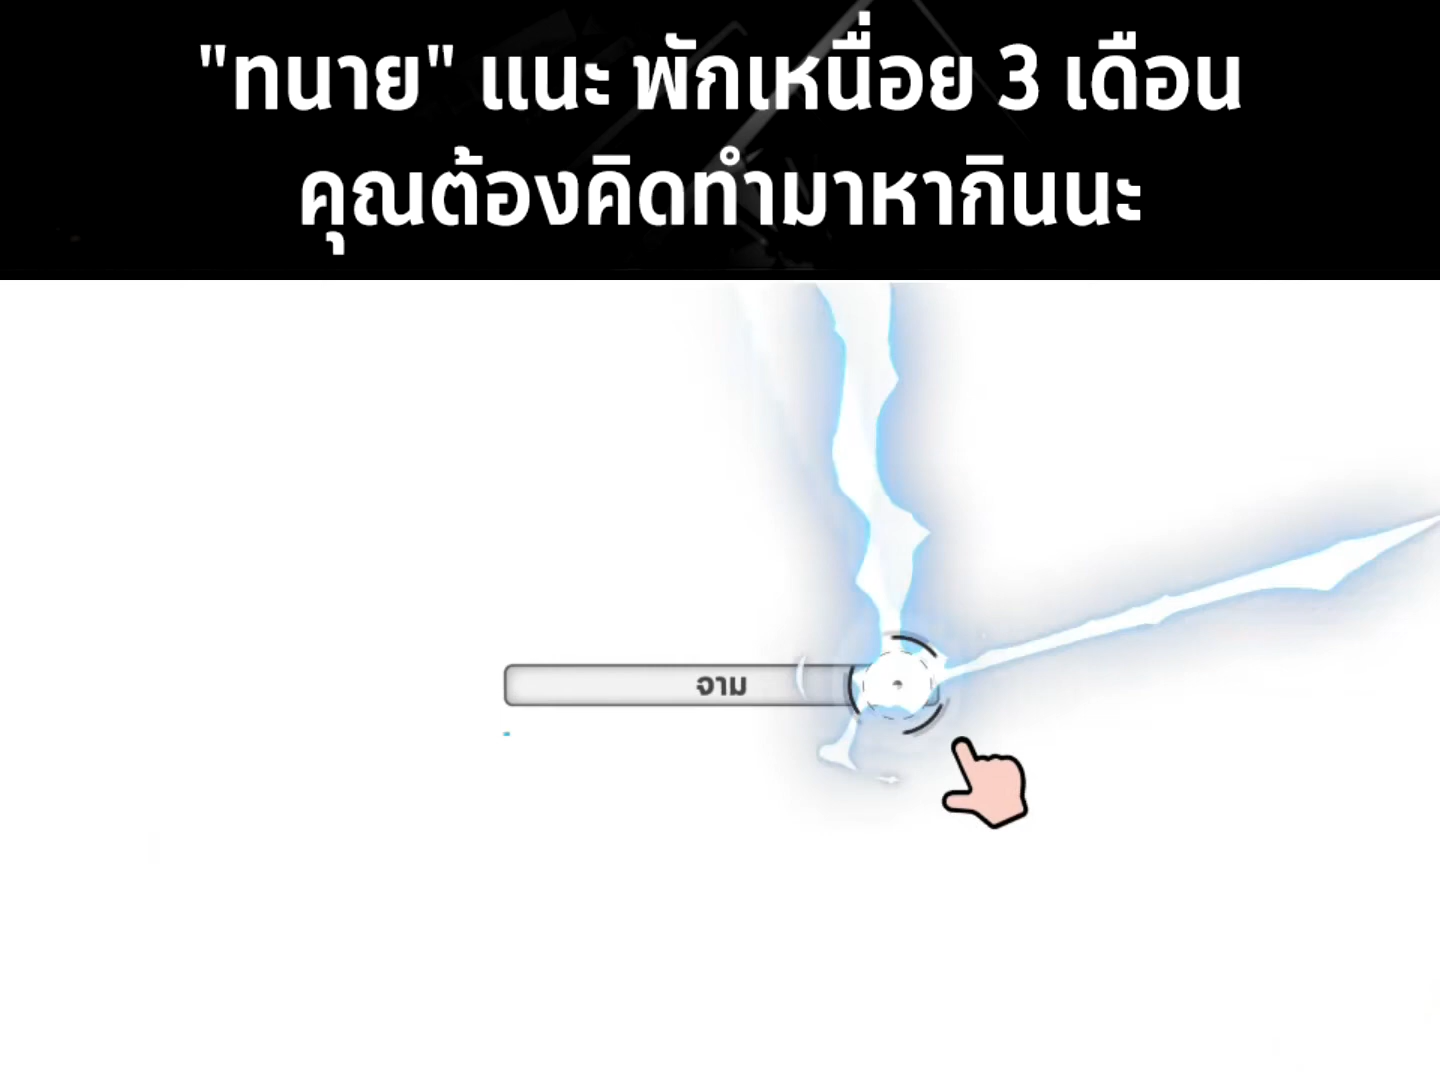 "ทนาย" แนะ พักเหนื่อย 3 เดือน
คุณต้องคิดทำมาหากินนะ
จาม